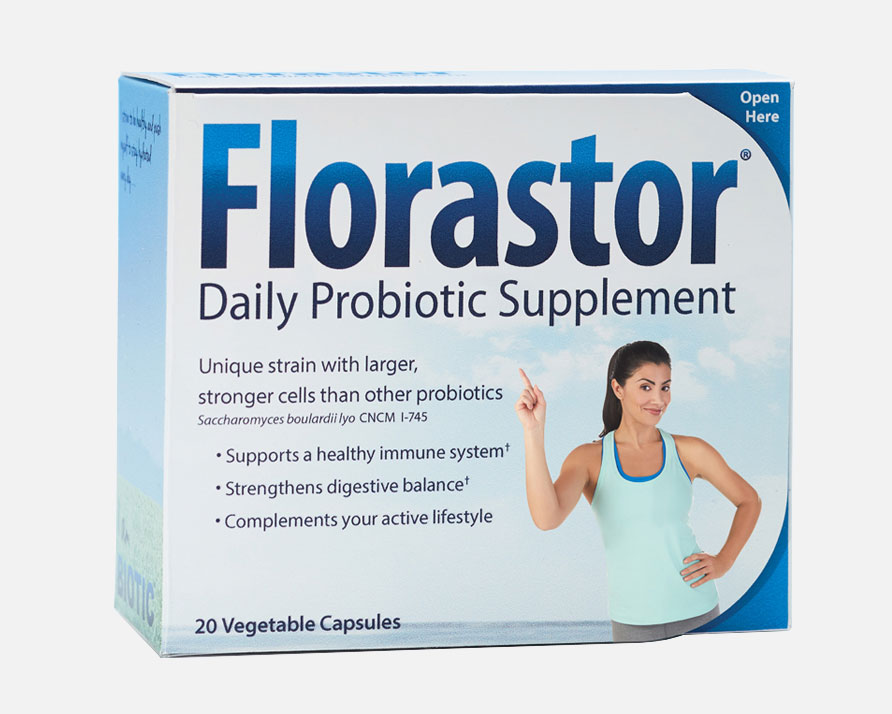 Open
Here
Florastor®
Daily Probiotic Supplement
Unique strain with larger,
stronger cells than other probiotics
Saccharomyces boulardii lyo CNCM I-745
• Supports a healthy immune system†
• Strengthens digestive balance†
• Complements your active lifestyle
20 Vegetable Capsules
BIOTIC